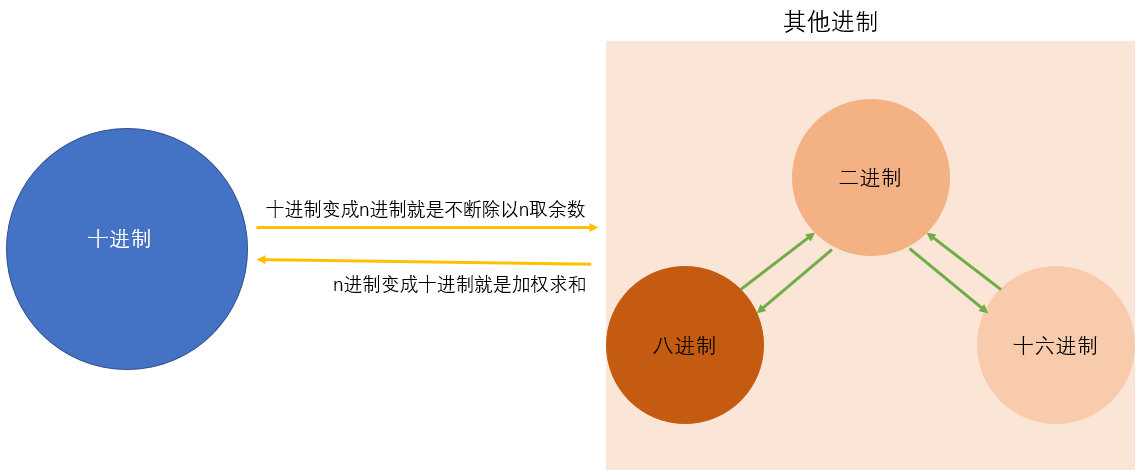 其他进制
二进制
十进制变成n进制就是不断除以n取余数
十进制
n进制变成十进制就是加权求和
八进制
十六进制